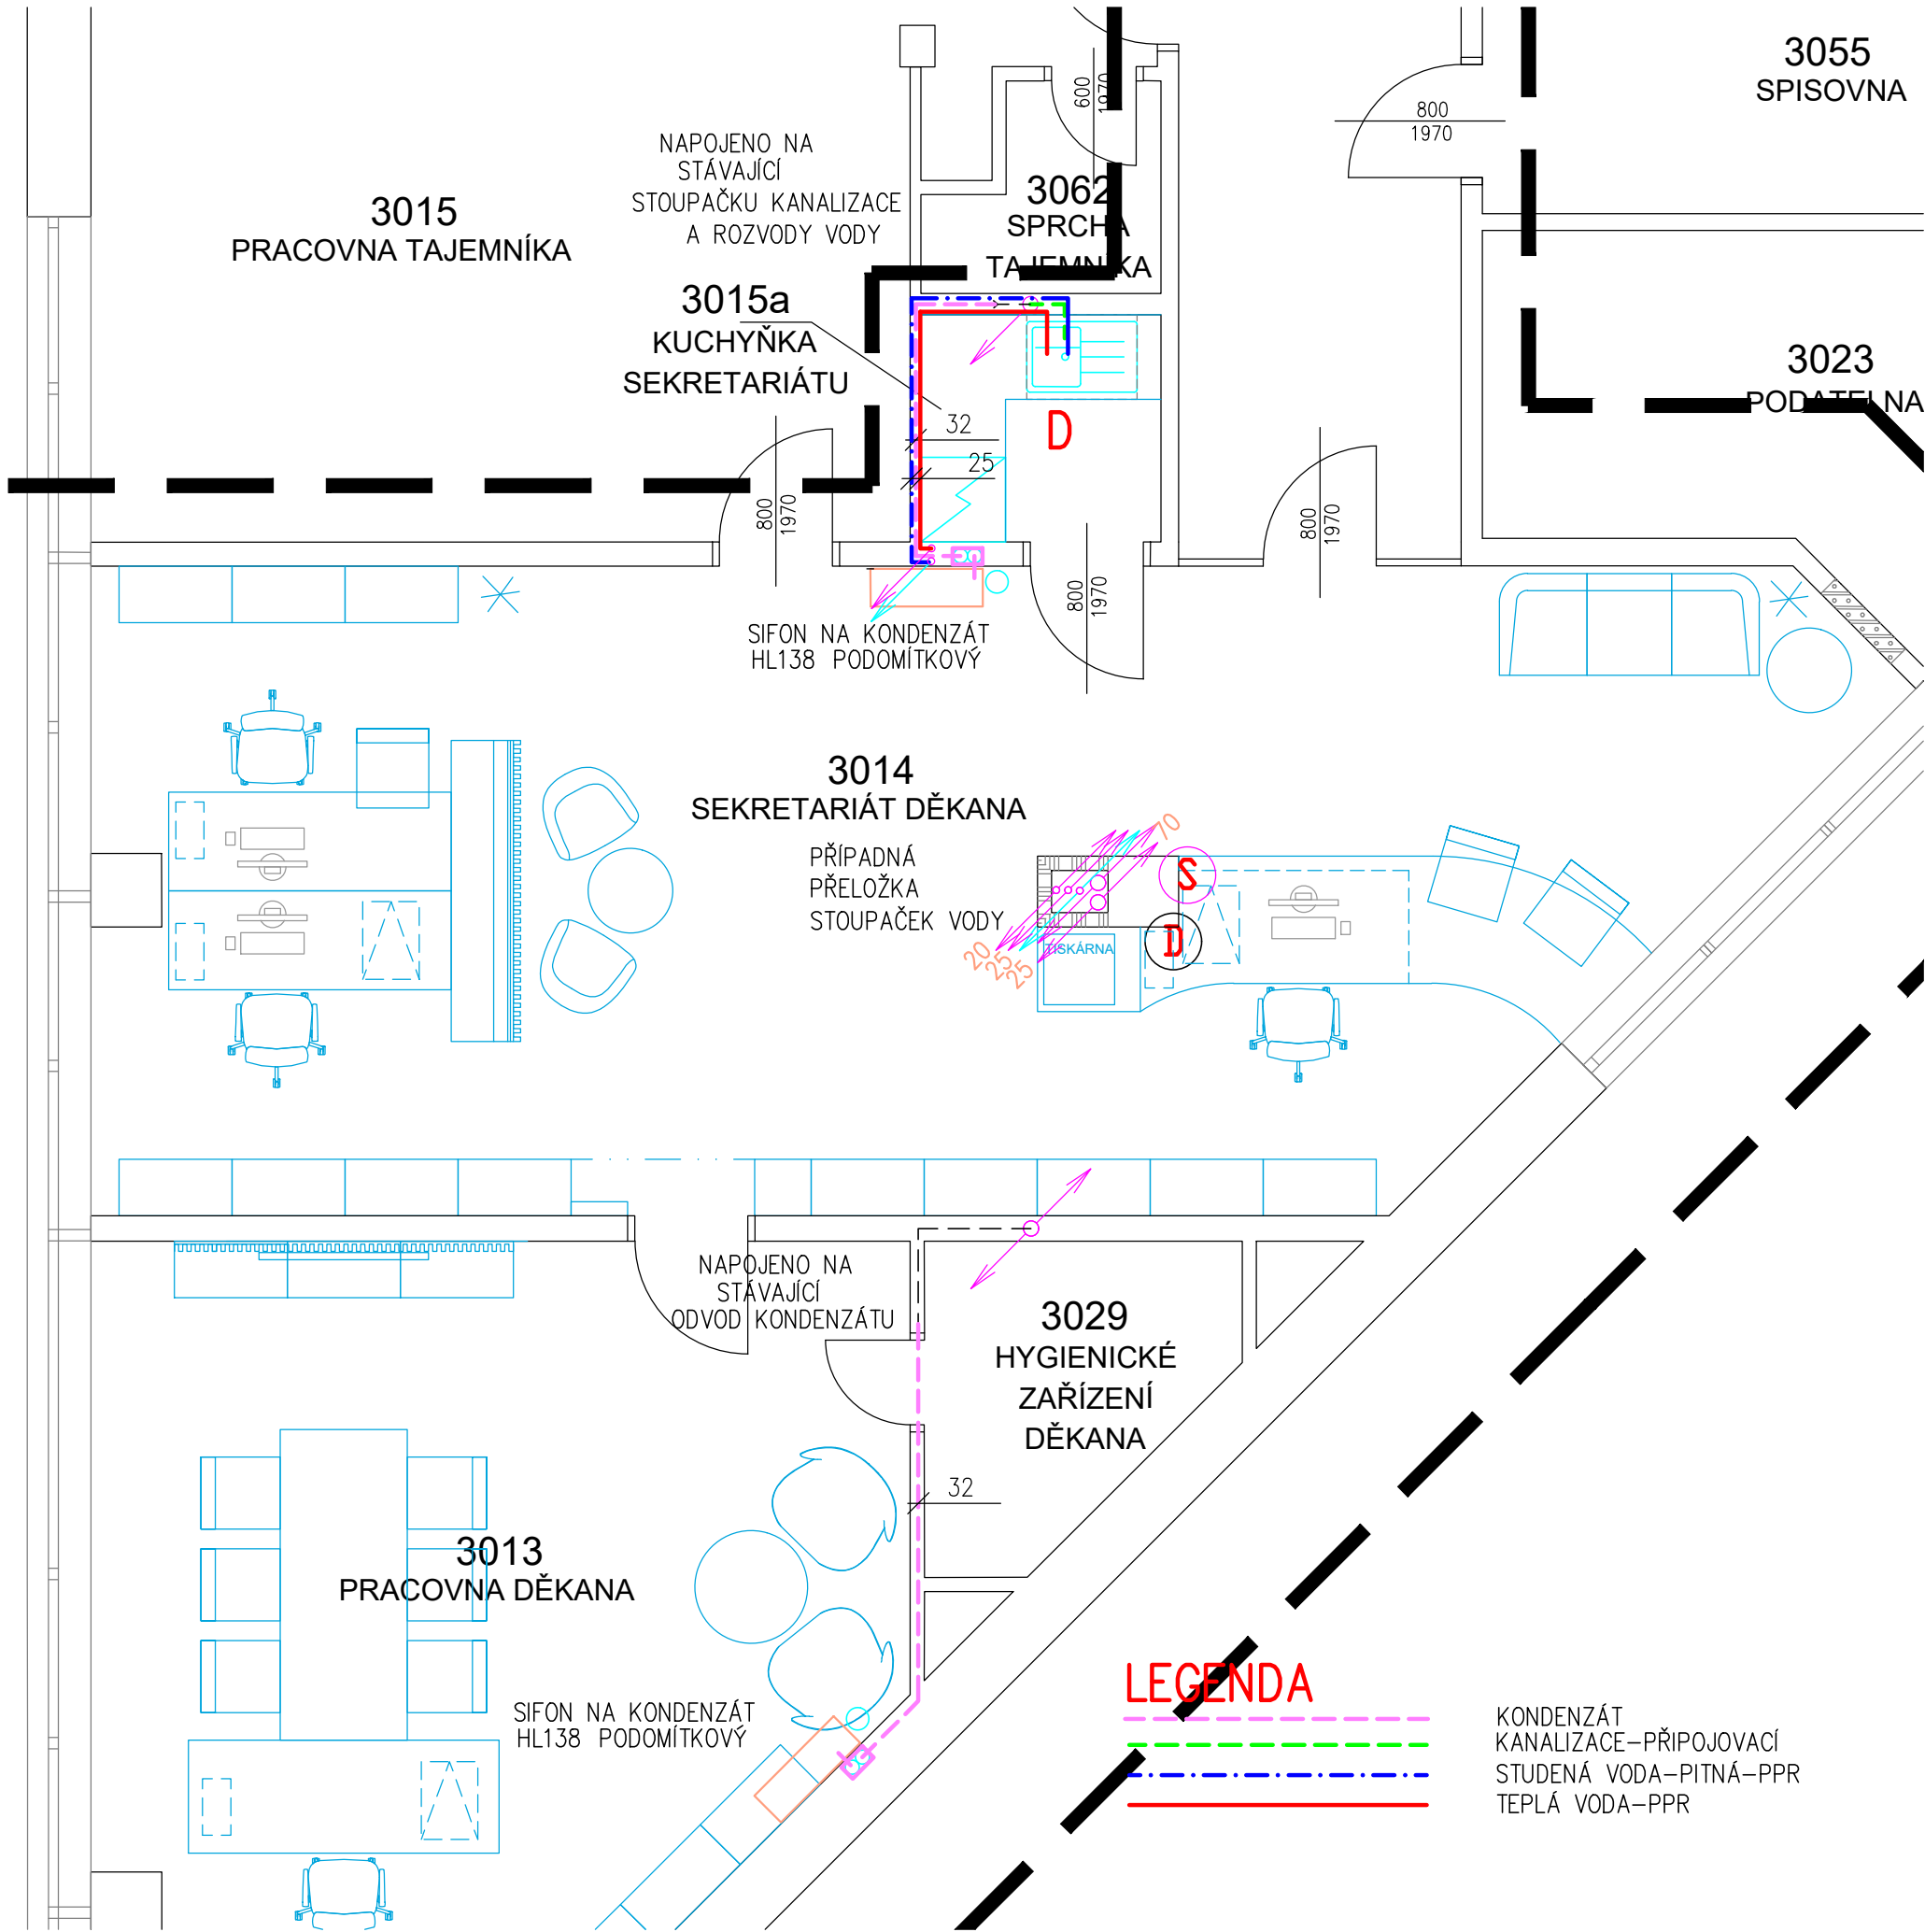 600
1970
3055
SPISOVNA
800
1970
NAPOJENO NA
STÁVAJÍCÍ
STOUPAČKU KANALIZACE
A ROZVODY VODY
3015
PRACOVNA TAJEMNÍKA
3062
SPRCHA
TAJEMNÍKA
3015a
KUCHYŇKA
SEKRETARIÁTU
3023
PODATELNA
32
D
25
800
1970
800
1970
800
1970
SIFON NA KONDENZÁT
HL138 PODOMÍTKOVÝ
3014
SEKRETARIÁT DĚKANA
PŘÍPADNÁ
PŘELOŽKA
STOUPAČEK VODY
70
S
D
20
25
25
TISKÁRNA
NAPOJENO NA
STÁVAJÍCÍ
ODVOD KONDENZÁTU
3029
HYGIENICKÉ
ZAŘÍZENÍ
DĚKANA
32
3013
PRACOVNA DĚKANA
SIFON NA KONDENZÁT
HL138 PODOMÍTKOVÝ
LEGENDA
KONDENZÁT
KANALIZACE-PŘIPOJOVACÍ
STUDENÁ VODA-PITNÁ-PPR
TEPLÁ VODA-PPR